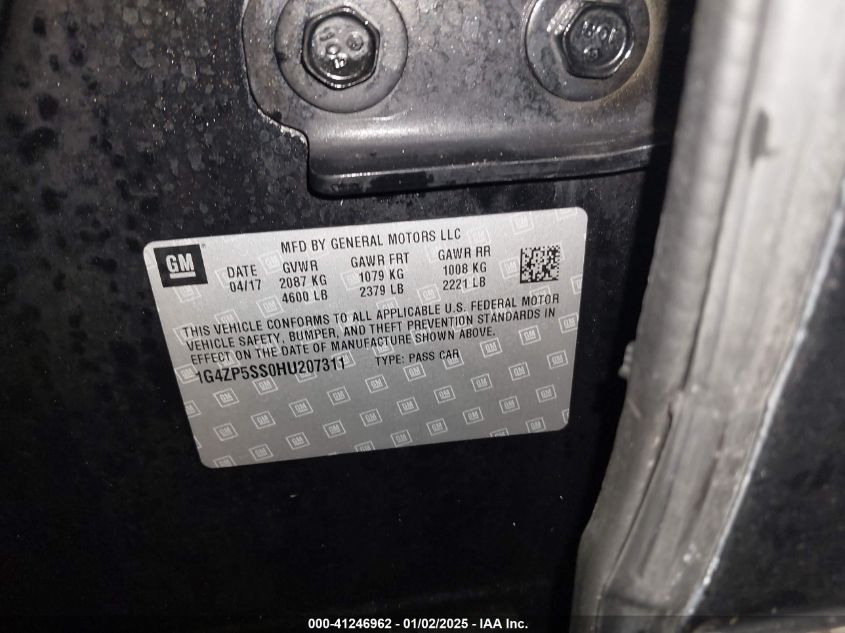 GM
MFD BY GENERAL MOTORS LLC
DATE GVWR GAWR FRT GAWR RR
04/17 2087 KG 1079 KG 1008 KG
4600 LB 2379 LB 2221 LB
THIS VEHICLE CONFORMS TO ALL APPLICABLE U.S. FEDERAL MOTOR
VEHICLE SAFETY, BUMPER, AND THEFT PREVENTION STANDARDS IN
EFFECT ON THE DATE OF MANUFACTURE SHOWN ABOVE.
1G4ZP5SS0HU207311 TYPE: PASS CAR
000-41246962 - 01/02/2025 - IAA Inc.